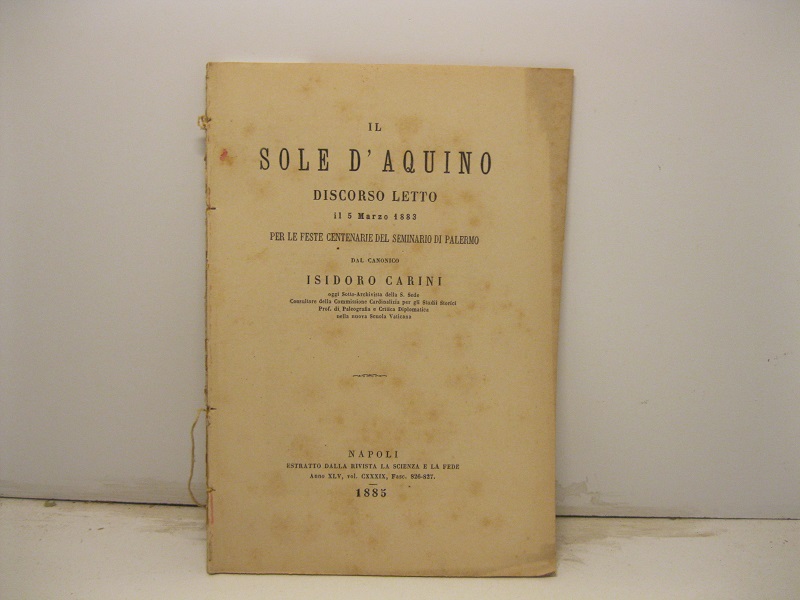 IL
SOLE D'AQUINO
DISCORSO LETTO
il 5 Marzo 1883
PER LE FESTE CENTENARIE DEL SEMINARIO DI PALERMO
DAL CANONICO
ISIDORO CARINI
oggi Sotto-Archivista della S. Sede
Consultore della Commissione Cardinalizia per gli Studii Storici
Prof. di Paleografia e Critica Diplomatica
nella nuova Scuola Vaticana
NAPOLI
ESTRATTO DALLA RIVISTA LA SCIENZA E LA FEDE
Anno XLV, vol. CXXXIX, Fasc. 826-827.
1885